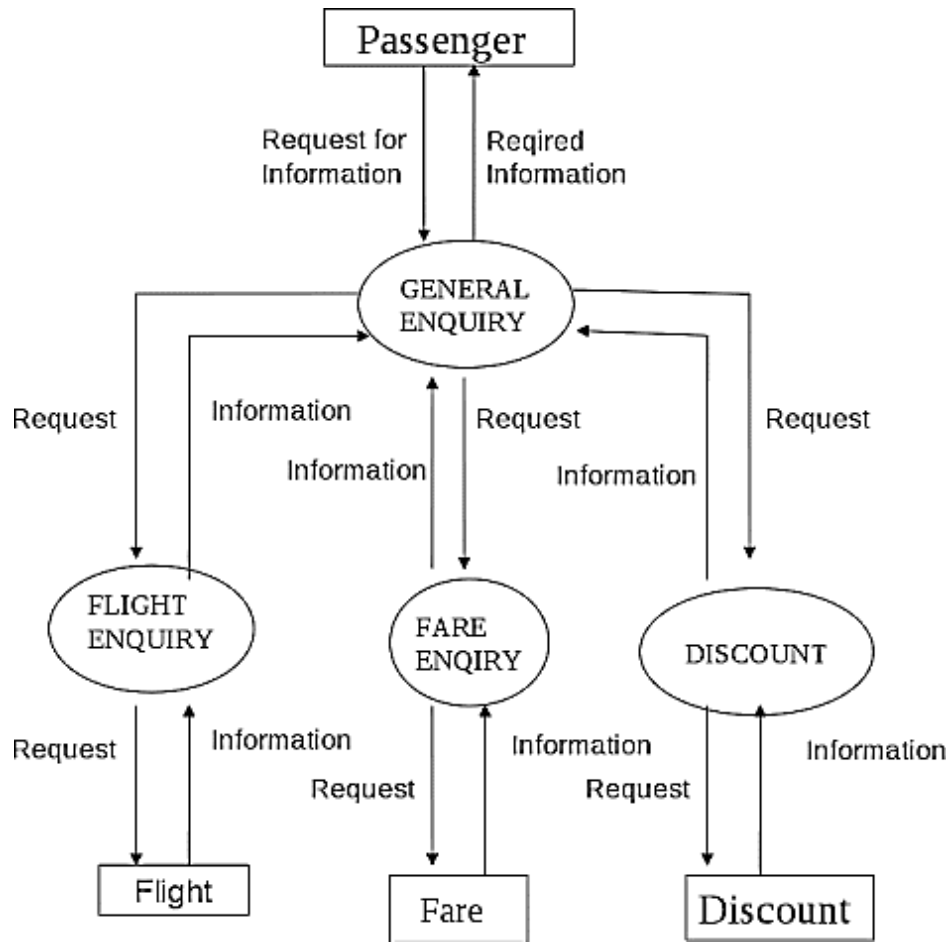 Passenger
Request for
Information
Reqired
Information
GENERAL
ENQUIRY
Request
Information
Request
Request
Information
Information
FLIGHT
ENQUIRY
FARE
ENQIRY
DISCOUNT
Request
Information
Request
Information
Request
Information
Flight
Fare
Discount